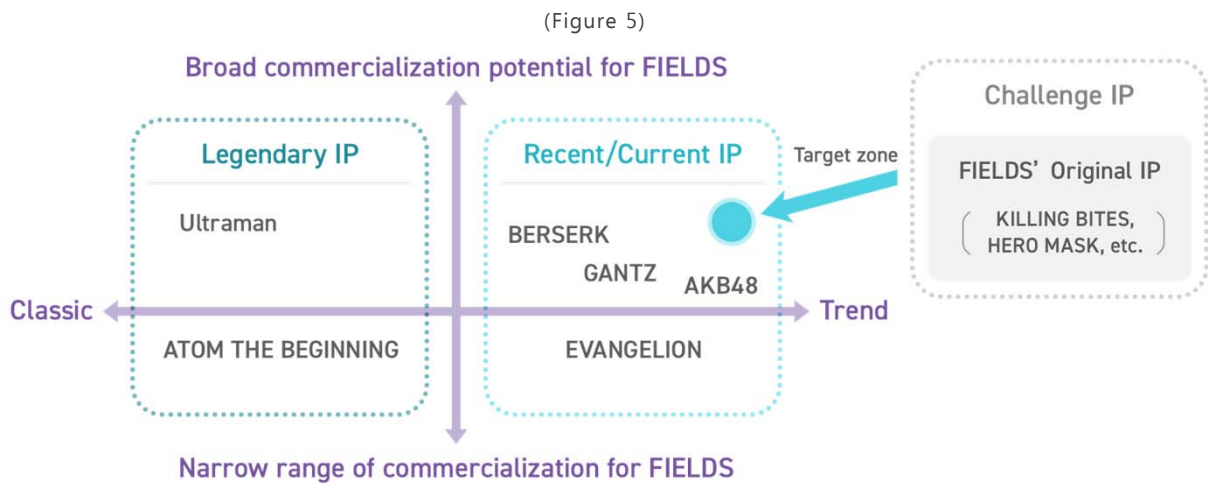 (Figure 5)
Broad commercialization potential for FIELDS
Legendary IP
Ultraman
Recent/Current IP
BERSERK
GANTZ
AKB48
Target zone
Challenge IP
FIELDS’ Original IP
( KILLING BITES,
HERO MASK, etc. )
Classic
Trend
ATOM THE BEGINNING
EVANGELION
Narrow range of commercialization for FIELDS